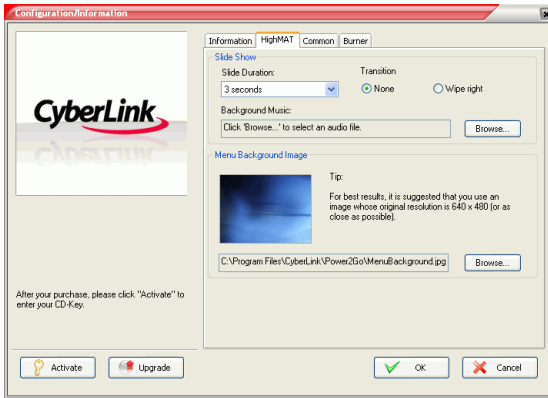 Configuration/Information
CyberLink
After your purchase, please click "Activate" to
enter your CD-Key.
Activate
Upgrade
Information
HighMAT
Common
Burner
Slide Show
Slide Duration:
3 seconds
Transition
None
Wipe right
Background Music:
Click 'Browse...' to select an audio file.
Browse...
Menu Background Image
Tip:
For best results, it is suggested that you use an
image whose original resolution is 640 x 480 (or as
close as possible).
C:\Program Files\CyberLink\Power2Go\MenuBackground.jpg
Browse...
OK
Cancel